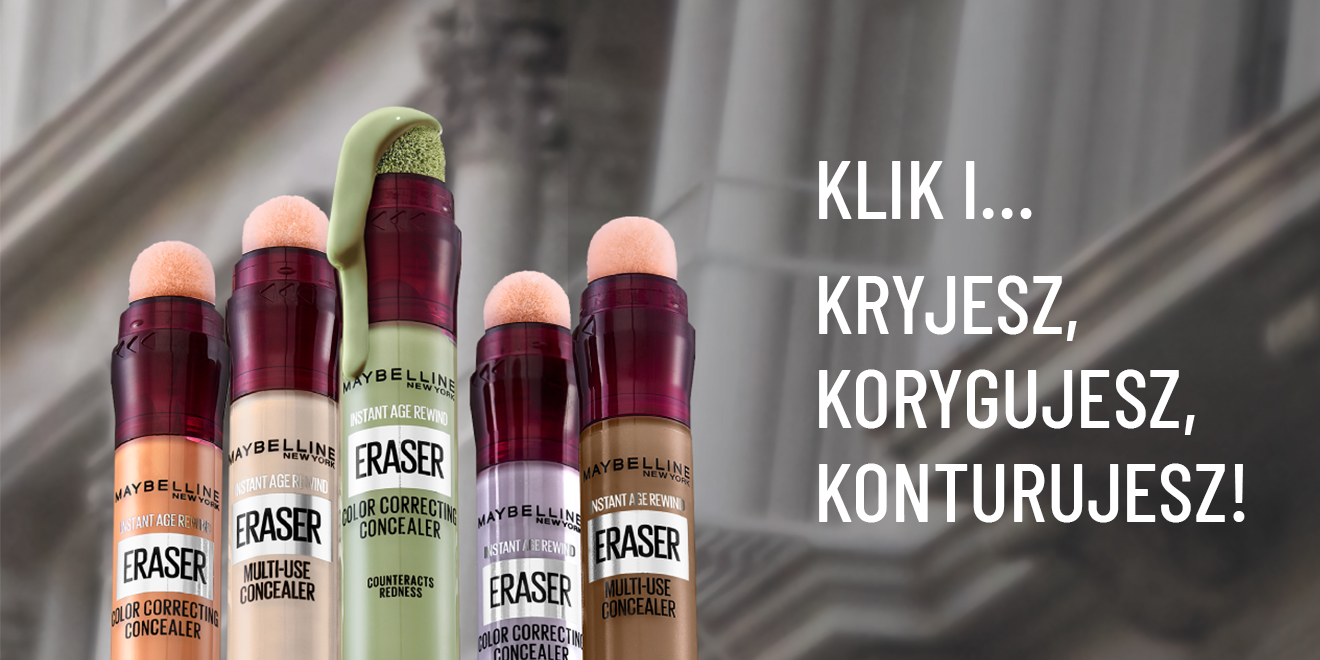 KLIK I...
KRYJESZ,
KORYGUJESZ,
KONTURUJESZ!
MAYBELLINE
NEW YORK
INSTANT AGE REWIND
ERASER
COLOR CORRECTING
CONCEALER
MAYBELLINE
NEW YORK
INSTANT AGE REWIND
ERASER
MULTI-USE
CONCEALER
MAYBELLINE
NEW YORK
INSTANT AGE REWIND
ERASER
COLOR CORRECTING
CONCEALER
COUNTERACTS
REDNESS
MAYBELLINE
NEW YORK
INSTANT AGE REWIND
ERASER
COLOR CORRECTING
CONCEALER
MAYBELLINE
NEW YORK
INSTANT AGE REWIND
ERASER
MULTI-USE
CONCEALER